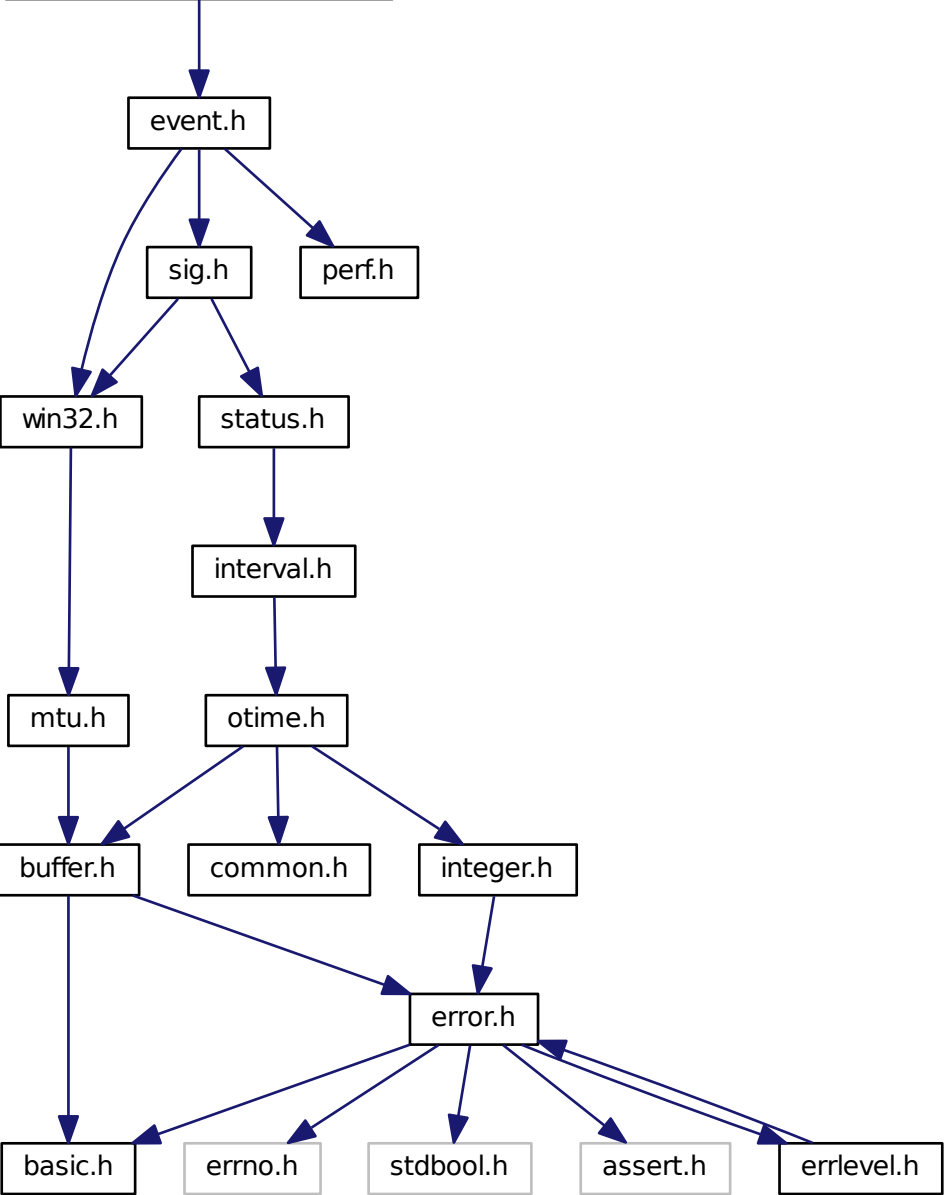 event.h
sig.h
perf.h
win32.h
status.h
interval.h
mtu.h
otime.h
buffer.h
common.h
integer.h
error.h
basic.h
errno.h
stdbool.h
assert.h
errlevel.h